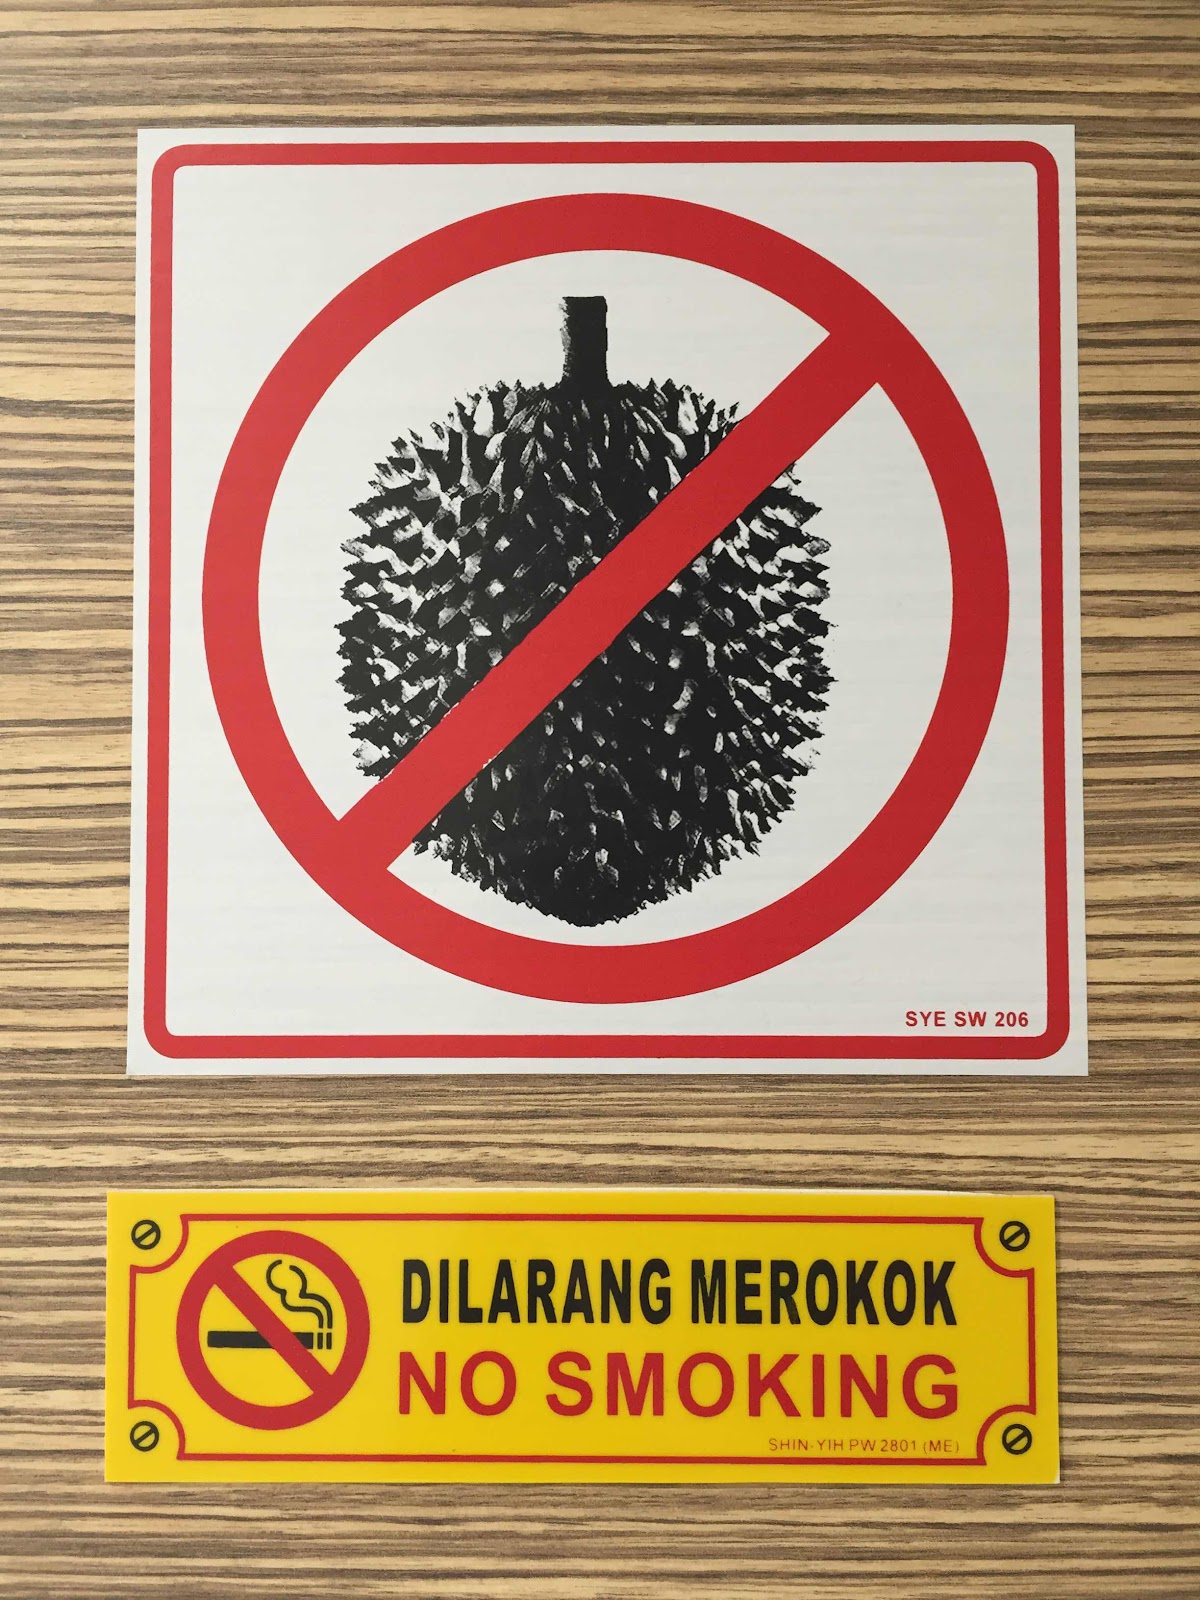 SYE SW 206
DILARANG MEROKOK
NO SMOKING
SHIN-YIH PW 2801 (ME)